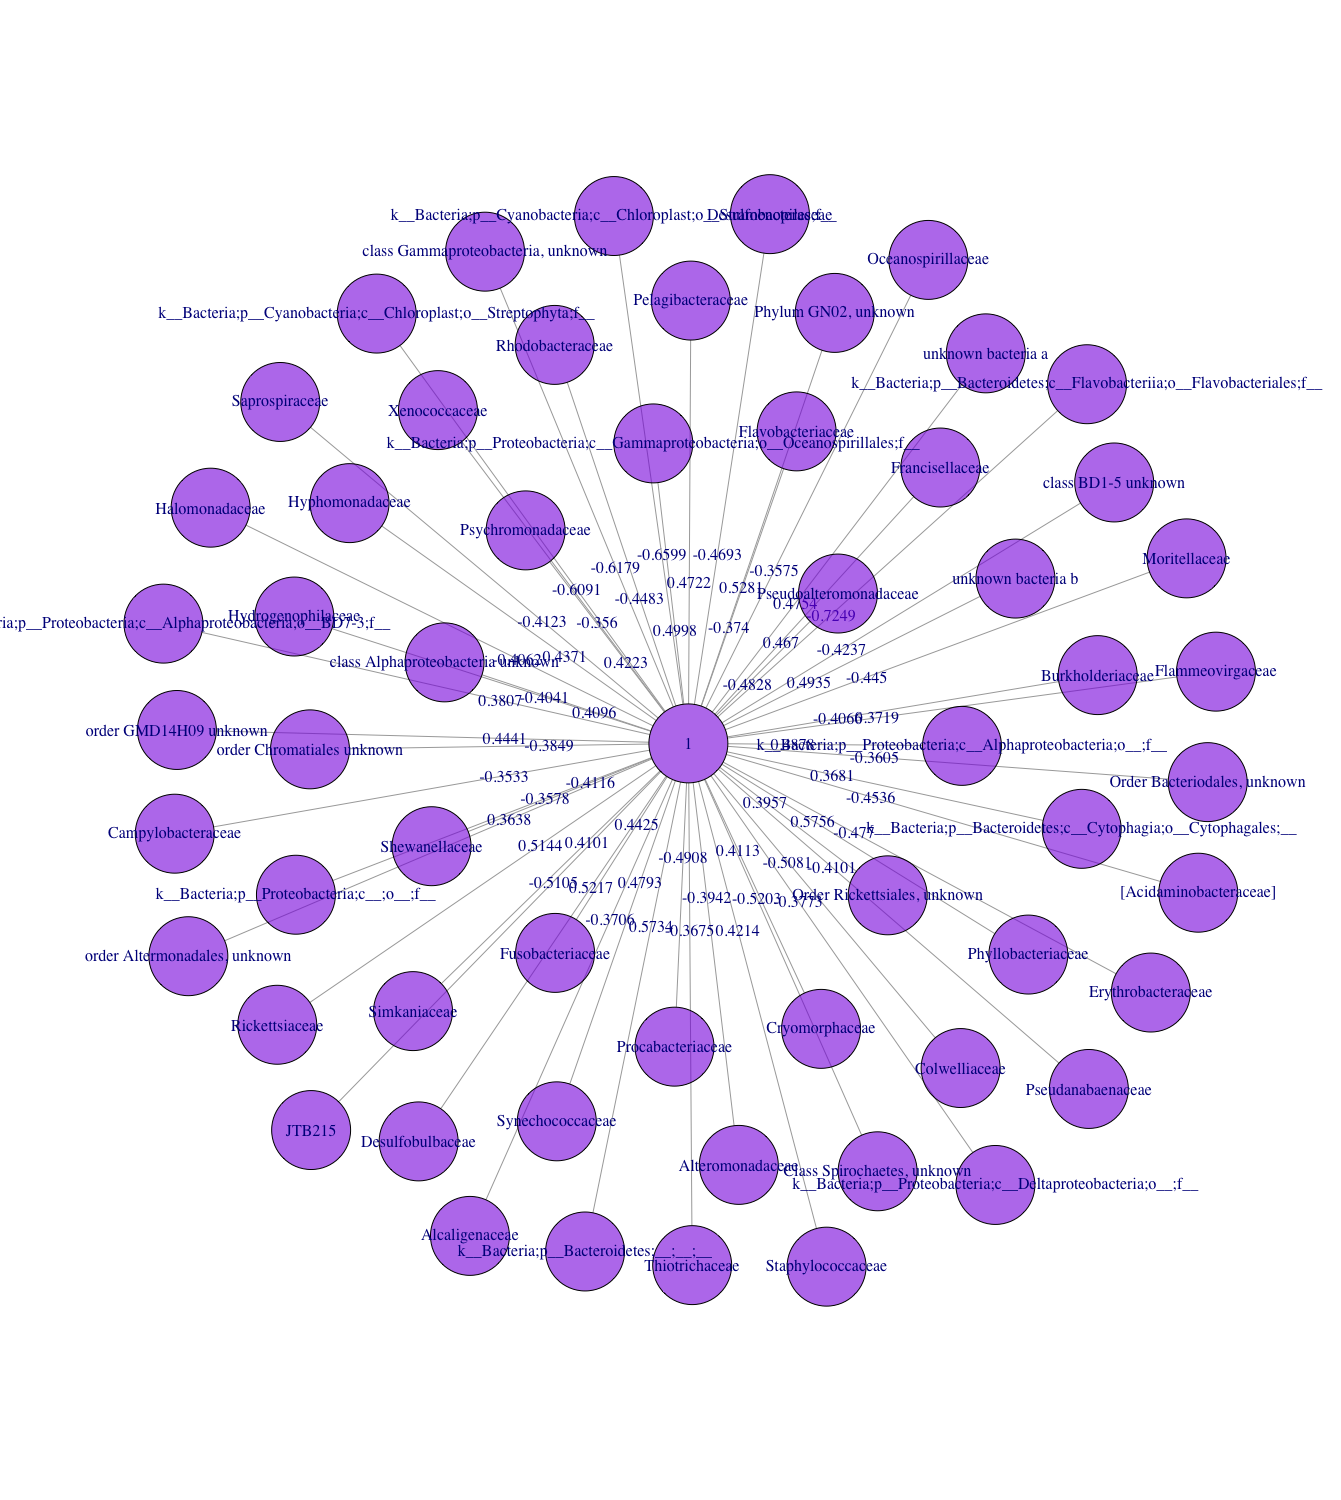 k__Bacteria;p__Cyanobacteria;c__Chloroplast;o__Stramenopiles;f__
Desulfobacteraceae
class Gammaproteobacteria, unknown
Oceanospirillaceae
Pelagibacteraceae
Phylum GN02, unknown
k__Bacteria;p__Cyanobacteria;c__Chloroplast;o__Streptophyta;f__
Rhodobacteraceae
unknown bacteria a
k__Bacteria;p__Bacteroidetes;c__Flavobacteriia;o__Flavobacteriales;f__
Saprospiraceae
Xenococcaceae
Flavobacteriaceae
k__Bacteria;p__Proteobacteria;c__Gammaproteobacteria;o__Oceanospirillales;f__
Francisellaceae
class BD1-5 unknown
Halomonadaceae
Hyphomonadaceae
Psychromonadaceae
-0.6599
-0.4693
Moritellaceae
-0.6179
-0.3575
unknown bacteria b
0.4722
-0.6091
0.5281
Pseudoalteromonadaceae
-0.4483
0.4754
Hydrogenophilaceae
-0.7249
-0.4123
-0.356
ria;p__Proteobacteria;c__Alphaproteobacteria;o__BD7-3;f__
0.4998
-0.374
0.467
-0.4237
0.4371
class Alphaproteobacteria unknown
0.4062
0.4223
Burkholderiaceae
Flammeovirgaceae
-0.445
-0.4828
0.4935
0.3807
-0.4041
0.4096
-0.4066
0.3719
order GMD14H09 unknown
0.4441
-0.3849
order Chromatiales unknown
1
k__Bacteria;p__Proteobacteria;c__Alphaproteobacteria;o__;f__
-0.3605
-0.3533
-0.4116
0.3681
Order Bacteriodales, unknown
-0.3578
0.3957
-0.4536
0.3638
0.4425
0.5756
-0.477
k__Bacteria;p__Bacteroidetes;c__Cytophagia;o__Cytophagales;__
Campylobacteraceae
Shewanellaceae
0.5144
0.4101
-0.4908
0.4113
-0.5081
-0.4101
k__Bacteria;p__Proteobacteria;c__;o__;f__
-0.5105
0.5217
0.4793
-0.3942
-0.5203
0.3773
Order Rickettsiales, unknown
[Acidaminobacteraceae]
-0.3706
0.5734
-0.3675
0.4214
order Altermonadales, unknown
Fusobacteriaceae
Phyllobacteriaceae
Erythrobacteraceae
Rickettsiaceae
Simkaniaceae
Procabacteriaceae
Cryomorphaceae
Colwelliaceae
Pseudanabaenaceae
JTB215
Desulfobulbaceae
Synechococcaceae
Alteromonadaceae
Class Spirochaetes, unknown
k__Bacteria;p__Proteobacteria;c__Deltaproteobacteria;o__;f__
Alcaligenaceae
k__Bacteria;p__Bacteroidetes;__;__;__
Thiotrichaceae
Staphylococcaceae